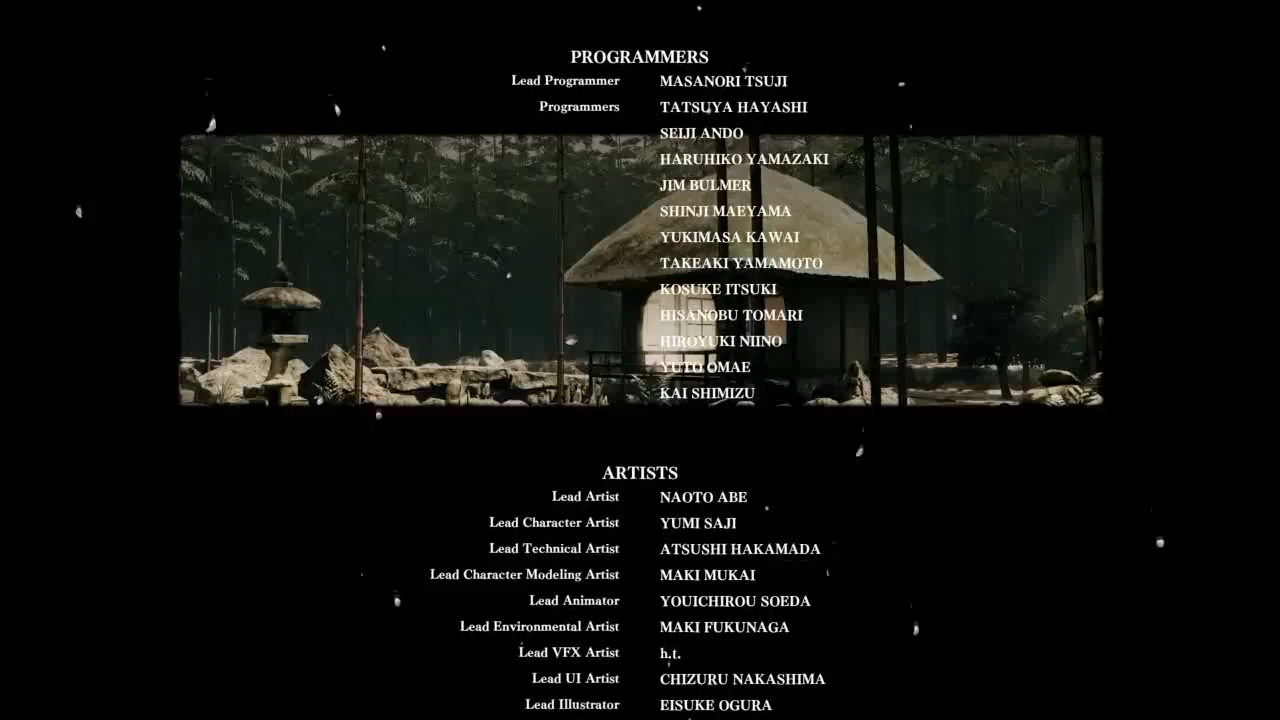 PROGRAMMERS
Lead Programmer MASANORI TSUJI
Programmers TATSUYA HAYASHI
SEIJI ANDO
HARUHIKO YAMAZAKI
JIM BULMER
SHINJI MAEYAMA
YUKIMASA KAWAI
TAKEAKI YAMAMOTO
KOSUKE ITSUKI
HISANOBU TOMARI
HIROYUKI NIINO
YUTO OMAE
KAI SHIMIZU
ARTISTS
Lead Artist NAOTO ABE
Lead Character Artist YUMI SAJI
Lead Technical Artist ATSUSHI HAKAMADA
Lead Character Modeling Artist MAKI MUKAI
Lead Animator YOUICHIROU SOEDA
Lead Environmental Artist MAKI FUKUNAGA
Lead VFX Artist h.t.
Lead UI Artist CHIZURU NAKASHIMA
Lead Illustrator EISUKE OGURA